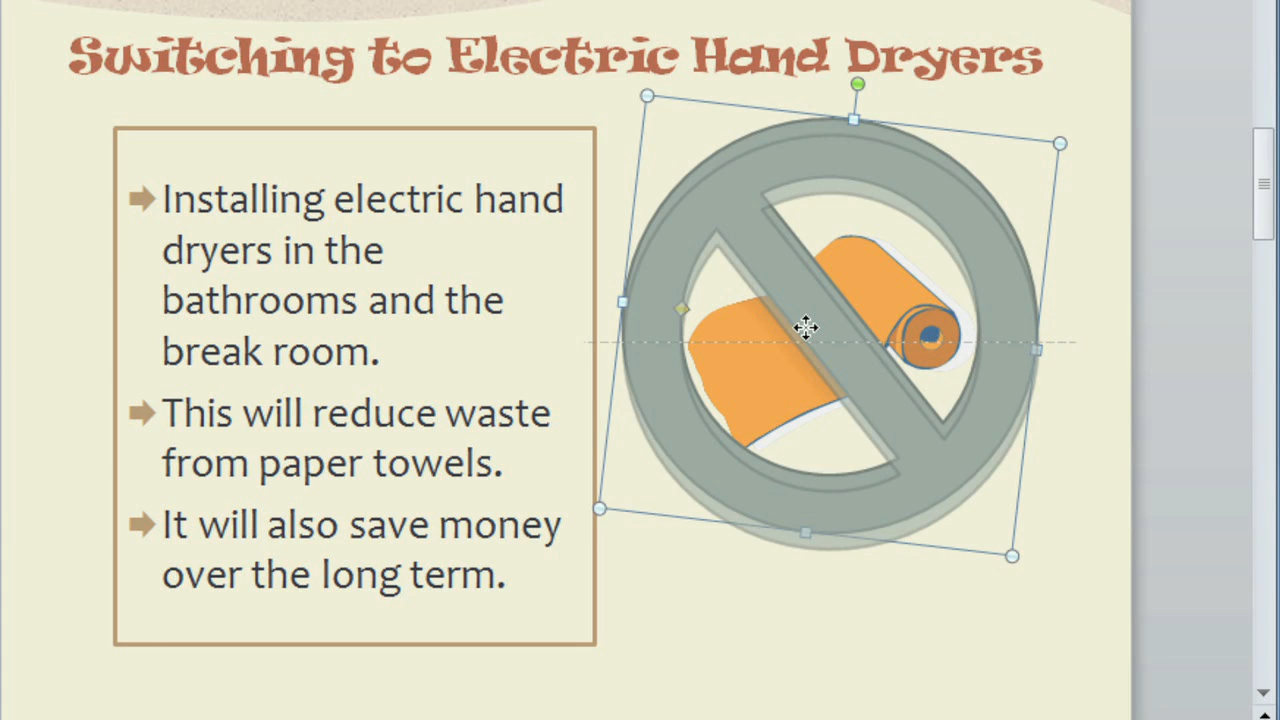 Switching to Electric Hand Dryers
Installing electric hand
dryers in the
bathrooms and the
break room.
This will reduce waste
from paper towels.
It will also save money
over the long term.